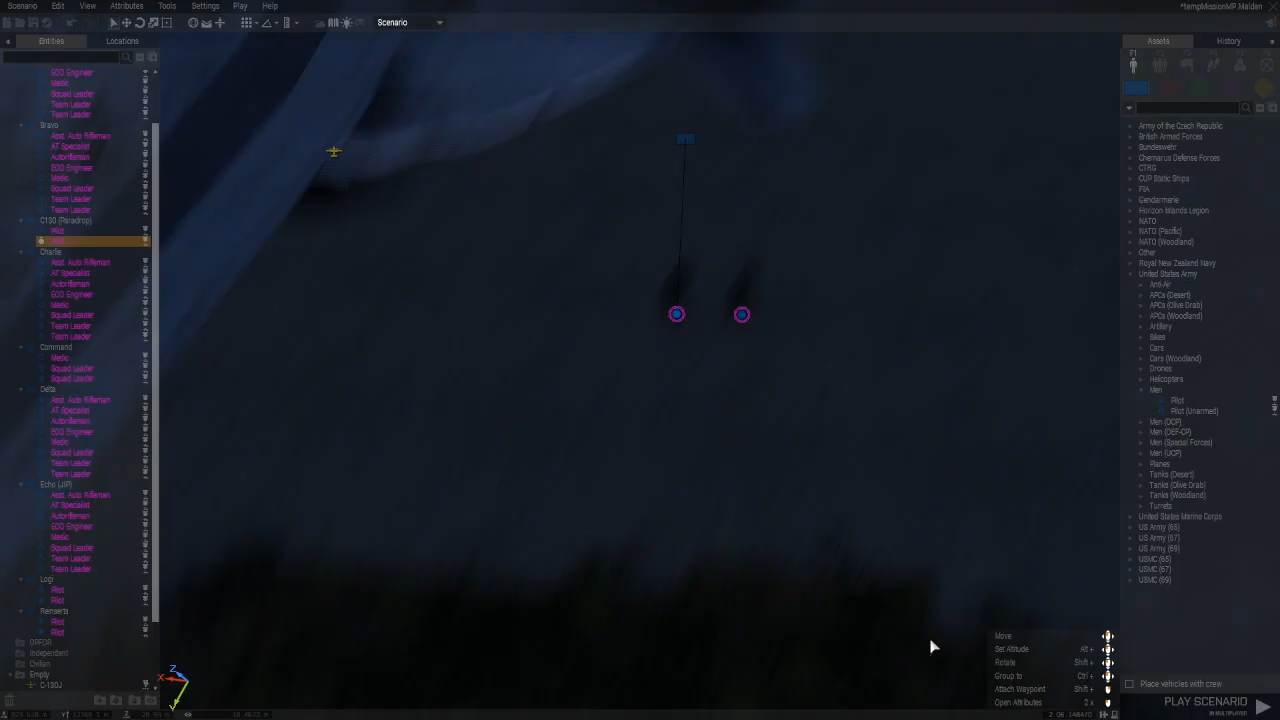 Scenario Edit View Attributes Tools Settings Play Help
*tempMissionMP.Malden
Scenario
Entities Locations
EOD Engineer
Medic
Squad Leader
Team Leader
Team Leader
Bravo
Asst. Auto Rifleman
AT Specialist
Autorifleman
EOD Engineer
Medic
Squad Leader
Team Leader
Team Leader
C130 (Paradrop)
Pilot
Charlie
Asst. Auto Rifleman
AT Specialist
Autorifleman
EOD Engineer
Medic
Squad Leader
Team Leader
Team Leader
Command
Medic
Squad Leader
Squad Leader
Delta
Asst. Auto Rifleman
AT Specialist
Autorifleman
EOD Engineer
Medic
Squad Leader
Team Leader
Team Leader
Echo (JIP)
Asst. Auto Rifleman
AT Specialist
Autorifleman
EOD Engineer
Medic
Squad Leader
Team Leader
Team Leader
Logi
Pilot
Pilot
Reinserts
Pilot
Pilot
OPFOR
Independent
Civilian
Empty
C-130J
Z
X
Y
Move
Set Altitude Alt +
Rotate Shift +
Group to Ctrl +
Attach Waypoint Shift +
Open Attributes 2 x
Assets History
F1
Army of the Czech Republic
British Armed Forces
Bundeswehr
Chernarus Defense Forces
CTRG
CUP Static Ships
FIA
Gendarmerie
Horizon Islands Legion
NATO
NATO (Pacific)
NATO (Woodland)
Other
Royal New Zealand Navy
United States Army
Anti-Air
APCs (Desert)
APCs (Olive Drab)
APCs (Woodland)
Artillery
Bikes
Cars
Cars (Woodland)
Drones
Helicopters
Men
Pilot
Pilot (Unarmed)
Men (OCP)
Men (OEF-CP)
Men (Special Forces)
Men (UCP)
Planes
Tanks (Desert)
Tanks (Olive Drab)
Tanks (Woodland)
Turrets
United States Marine Corps
US Army (65)
US Army (67)
US Army (69)
USMC (65)
USMC (67)
USMC (69)
Place vehicles with crew
PLAY SCENARIO
IN MULTIPLAYER